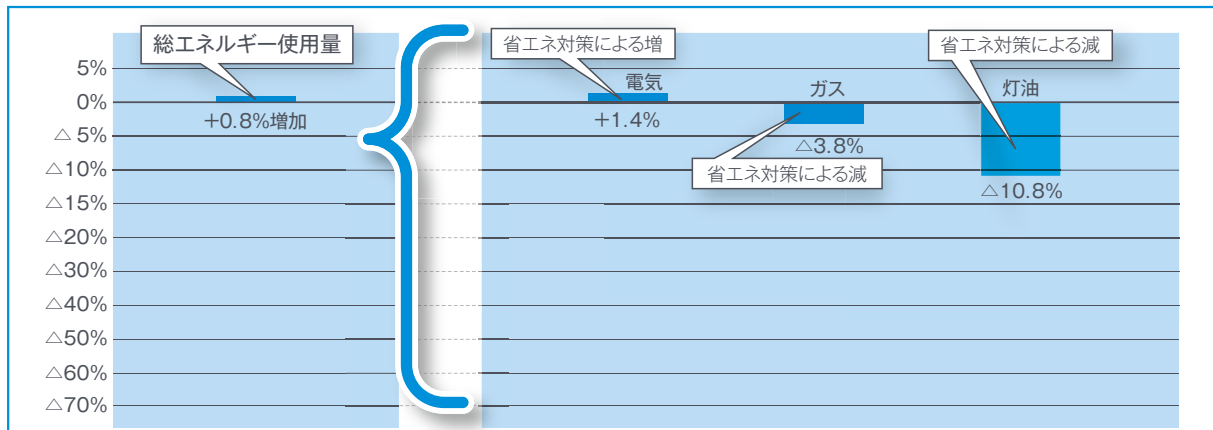 総エネルギー使用量
5%
0%
△ 5%
△10%
△15%
△20%
△30%
△40%
△50%
△60%
△70%
+0.8%増加
省エネ対策による増
電気
+1.4%
ガス
△3.8%
省エネ対策による減
省エネ対策による減
灯油
△10.8%